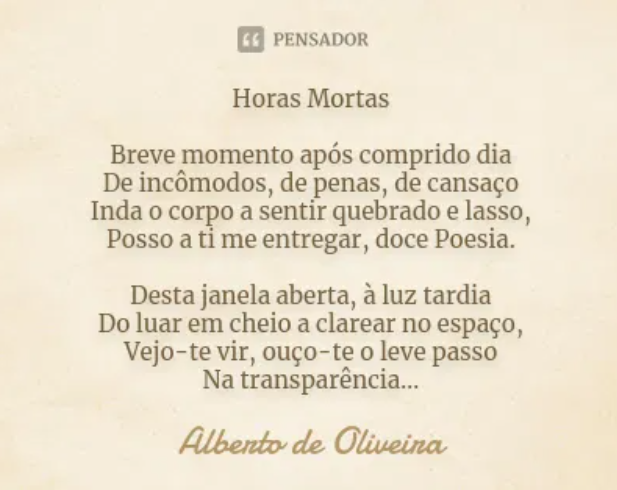 PENSADOR
Horas Mortas
Breve momento após comprido dia
De incômodos, de penas, de cansaço
Inda o corpo a sentir quebrado e lasso,
Posso a ti me entregar, doce Poesia.
Desta janela aberta, à luz tardia
Do luar em cheio a clarear no espaço,
Vejo-te vir, ouço-te o leve passo
Na transparência...
Alberto de Oliveira